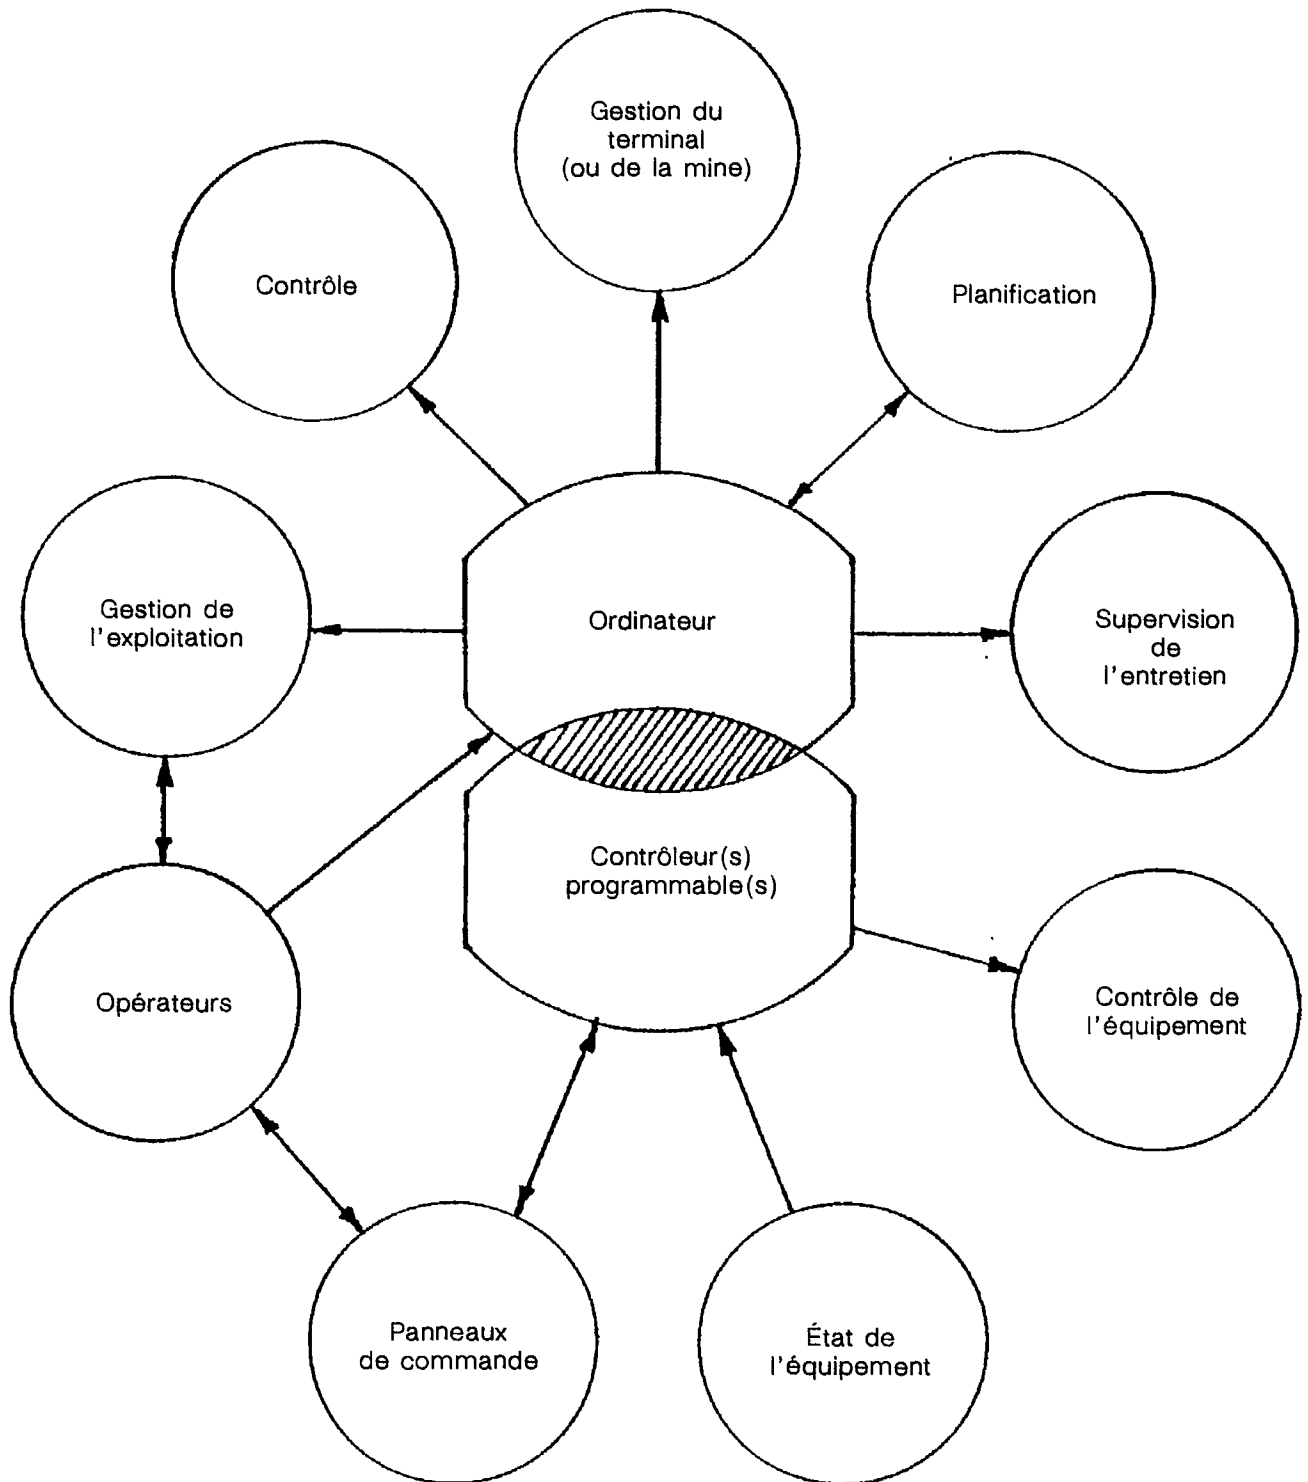 Gestion du
terminal
(ou de la mine)
Contrôle
Planification
Gestion de
l'exploitation
Ordinateur
Supervision
de
l'entretien
Contrôleur(s)
programmable(s)
Opérateurs
Contrôle de
l'équipement
Panneaux
de commande
État de
l'équipement